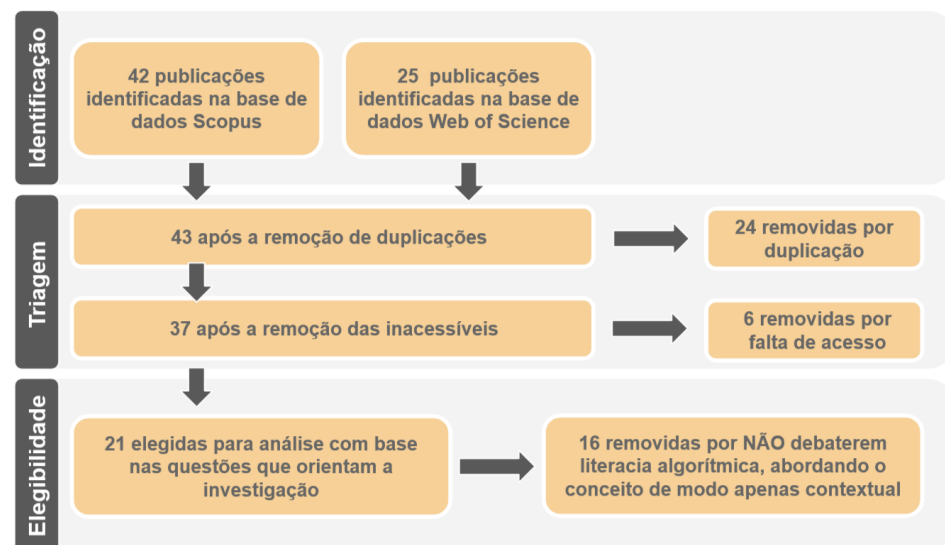 Identificação
42 publicações
identificadas na base de
dados Scopus
25 publicações
identificadas na base de
dados Web of Science
Triagem
43 após a remoção de duplicações
24 removidas por
duplicação
37 após a remoção das inacessíveis
6 removidas por
falta de acesso
Elegibilidade
21 elegidas para análise com base
nas questões que orientam a
investigação
16 removidas por NÃO debaterem
literacia algorítmica, abordando o
conceito de modo apenas contextual